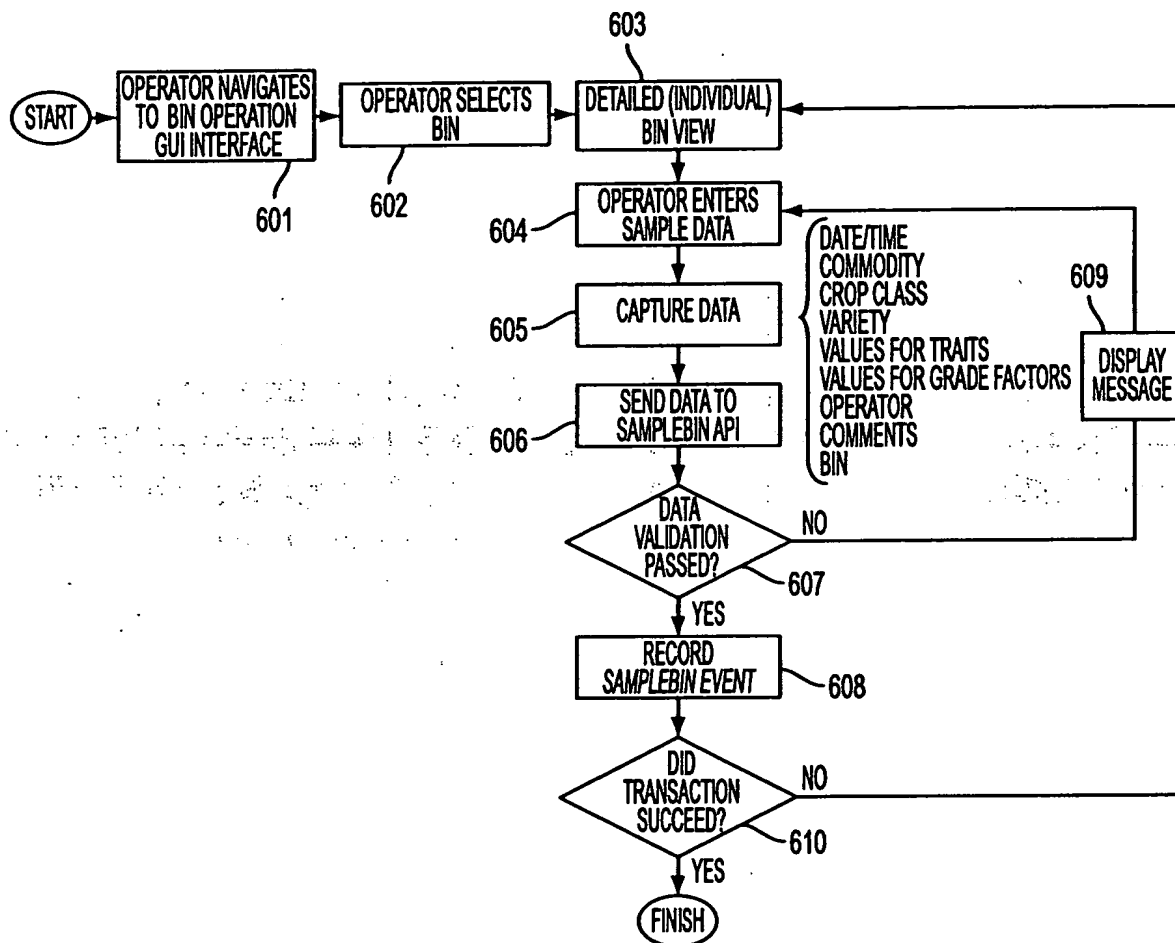 603
START
OPERATOR NAVIGATES
TO BIN OPERATION
GUI INTERFACE
601
OPERATOR SELECTS
BIN
602
DETAILED (INDIVIDUAL)
BIN VIEW
604
OPERATOR ENTERS
SAMPLE DATA
605
CAPTURE DATA
606
SEND DATA TO
SAMPLEBIN API
DATE/TIME
COMMODITY
CROP CLASS
VARIETY
VALUES FOR TRAITS
VALUES FOR GRADE FACTORS
OPERATOR
COMMENTS
BIN
609
DISPLAY
MESSAGE
DATA
VALIDATION
PASSED?
NO
607
YES
RECORD
SAMPLEBIN EVENT
608
DID
TRANSACTION
SUCCEED?
NO
610
YES
FINISH